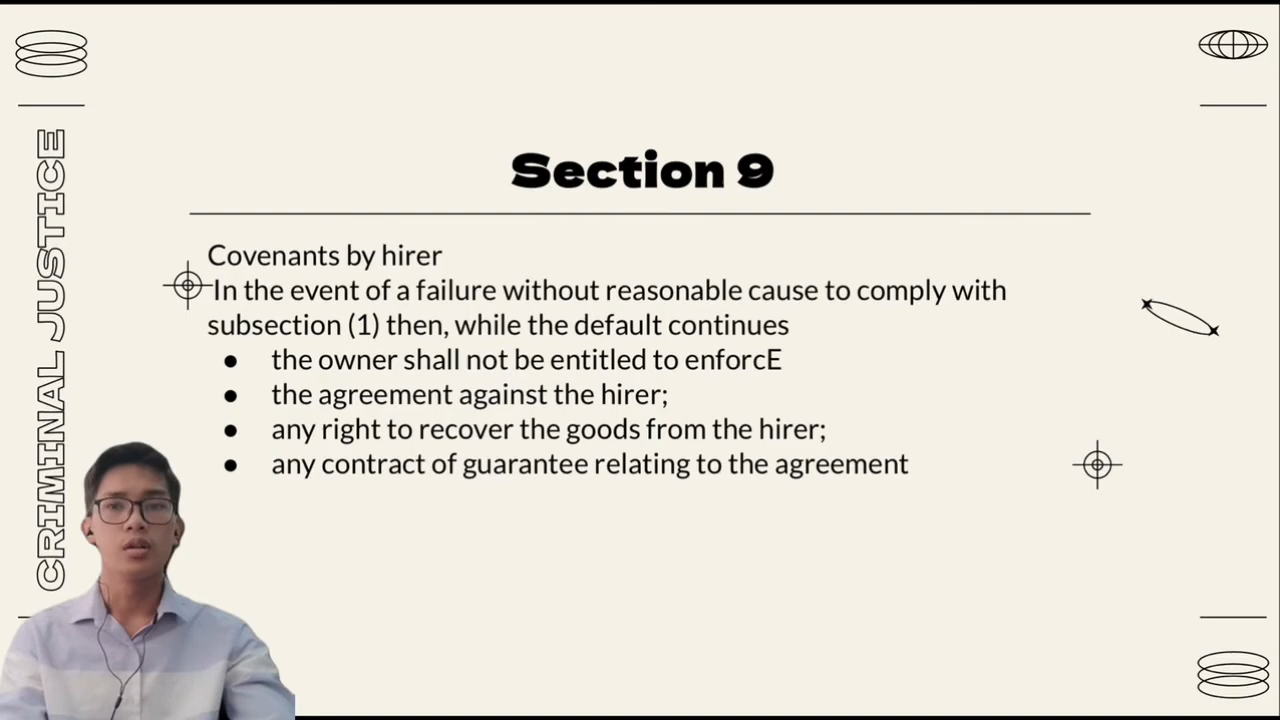 Section 9
CRIMINAL JUSTICE
Covenants by hirer
In the event of a failure without reasonable cause to comply with
subsection (1) then, while the default continues
● the owner shall not be entitled to enforcE
● the agreement against the hirer;
● any right to recover the goods from the hirer;
● any contract of guarantee relating to the agreement